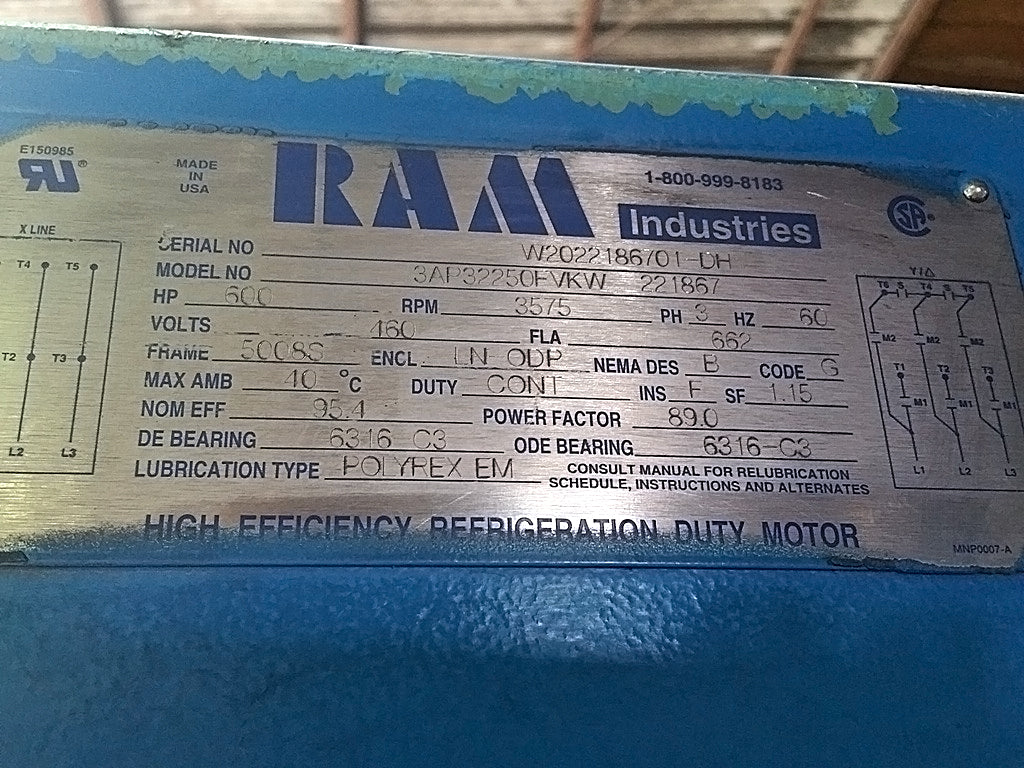 E150985
RU®
MADE
IN
USA
RAM
Industries
1-800-999-8183
CSA®
SERIAL NO W2022186701-DH
MODEL NO 3AP32250FVKW 221867
HP 600 RPM 3575 PH 3 HZ 60
VOLTS 460 FLA 662
FRAME 5008S ENCL LN ODP NEMA DES B CODE G
MAX AMB 40 °C DUTY CONT INS F SF 1.15
NOM EFF 95.4 POWER FACTOR 89.0
DE BEARING 6316-C3 ODE BEARING 6316-C3
LUBRICATION TYPE POLYREX EM CONSULT MANUAL FOR RELUBRICATION
SCHEDULE, INSTRUCTIONS AND ALTERNATES
HIGH EFFICIENCY REFRIGERATION DUTY MOTOR
MNP0007-A
X LINE
T4 T5
T2 T3
L2 L3
Y/Δ
T6 S T4 S T5
M2 M2 M2
T1 T2 T3
M1 M1 M1
L1 L2 L3